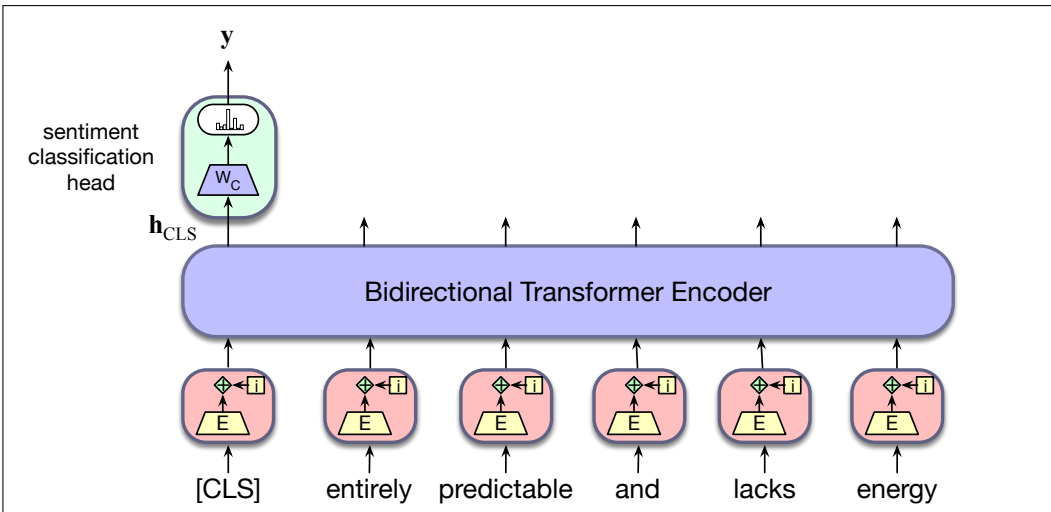 y
sentiment
classification
head
W_C
h_CLS
Bidirectional Transformer Encoder
+ i + i + i + i + i + i
E E E E E E
[CLS] entirely predictable and lacks energy